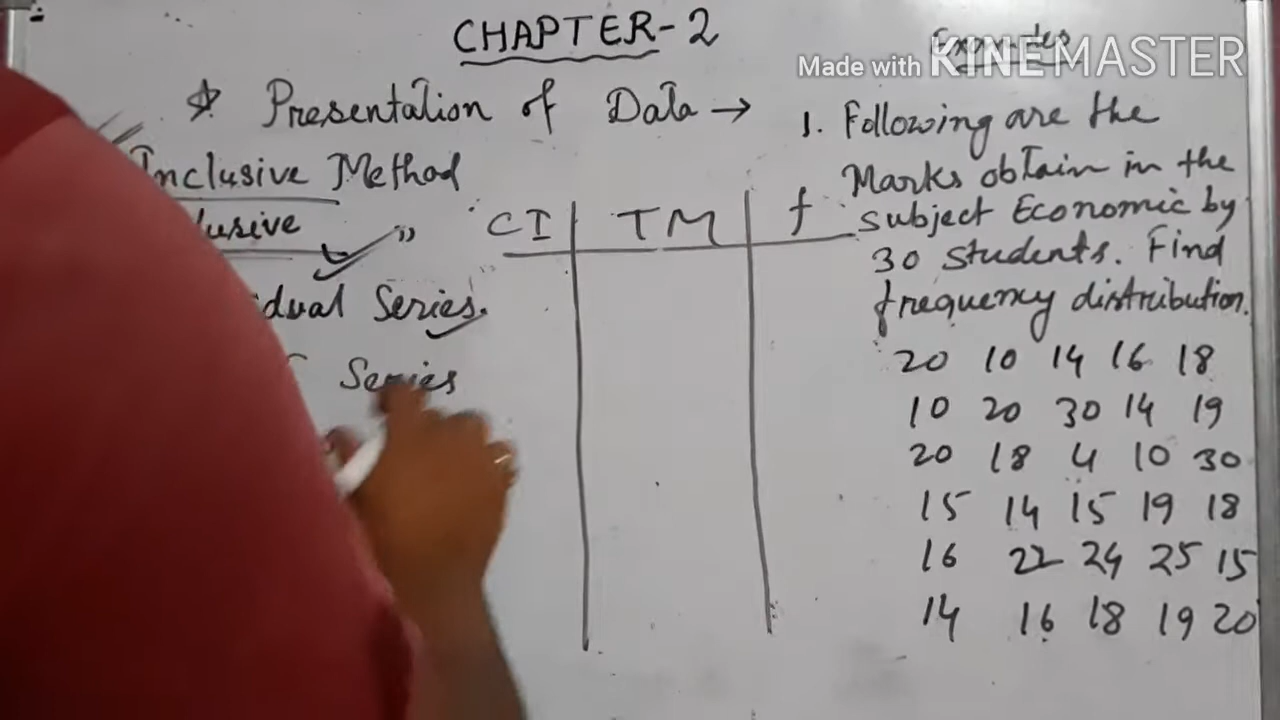 CHAPTER-2
Made with KINEMASTER
☆ Presentation of Data →
Inclusive Method
usive "
dual Series.
Series
CI TM f
1. Following are the
Marks obtain in the
subject Economic by
30 students. Find
frequency distribution.
20 10 14 16 18
10 20 30 14 19
20 18 4 10 30
15 14 15 19 18
16 22 24 25 15
14 16 18 19 20